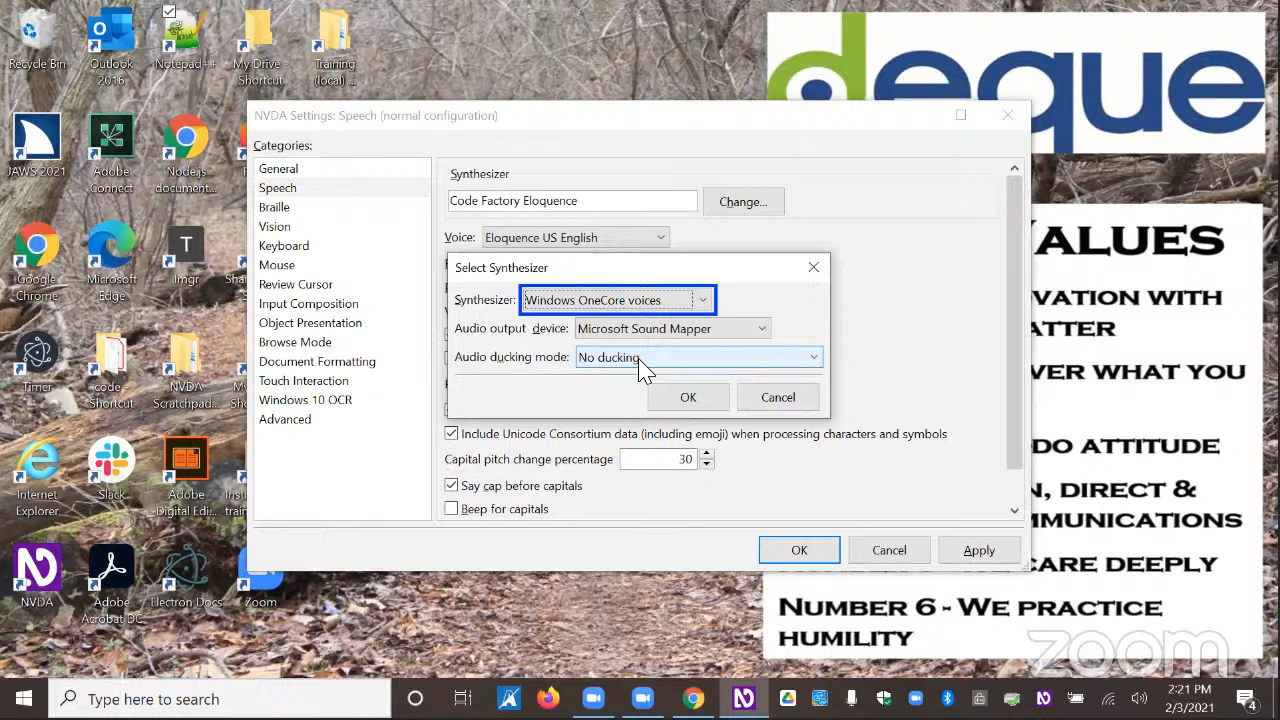 Recycle Bin
Outlook
2016
Notepad++
My Drive -
Shortcut
Training
(local) ...
deque
JAWS 2021
Adobe
Connect
Node.js
document...
Google
Chrome
Microsoft
Edge
Imgr
Timer
code -
Shortcut
NVDA
Scratchpad...
Internet
Explorer
Slack
Adobe
Digital Edi...
NVDA
Adobe
Acrobat DC
Electron Docs
Zoom
NVDA Settings: Speech (normal configuration)
Categories:
General
Speech
Braille
Vision
Keyboard
Mouse
Review Cursor
Input Composition
Object Presentation
Browse Mode
Document Formatting
Touch Interaction
Windows 10 OCR
Advanced
Synthesizer
Code Factory Eloquence
Change...
Voice: Eloquence US English
Select Synthesizer
Synthesizer: Windows OneCore voices
Audio output device: Microsoft Sound Mapper
Audio ducking mode: No ducking
OK
Cancel
Include Unicode Consortium data (including emoji) when processing characters and symbols
Capital pitch change percentage 30
Say cap before capitals
Beep for capitals
OK
Cancel
Apply
VALUES
OVATION WITH
ATTER
VER WHAT YOU
DO ATTITUDE
N, DIRECT &
MMUNICATIONS
CARE DEEPLY
NUMBER 6 - WE PRACTICE
HUMILITY
zoom
Type here to search
2:21 PM
2/3/2021
4